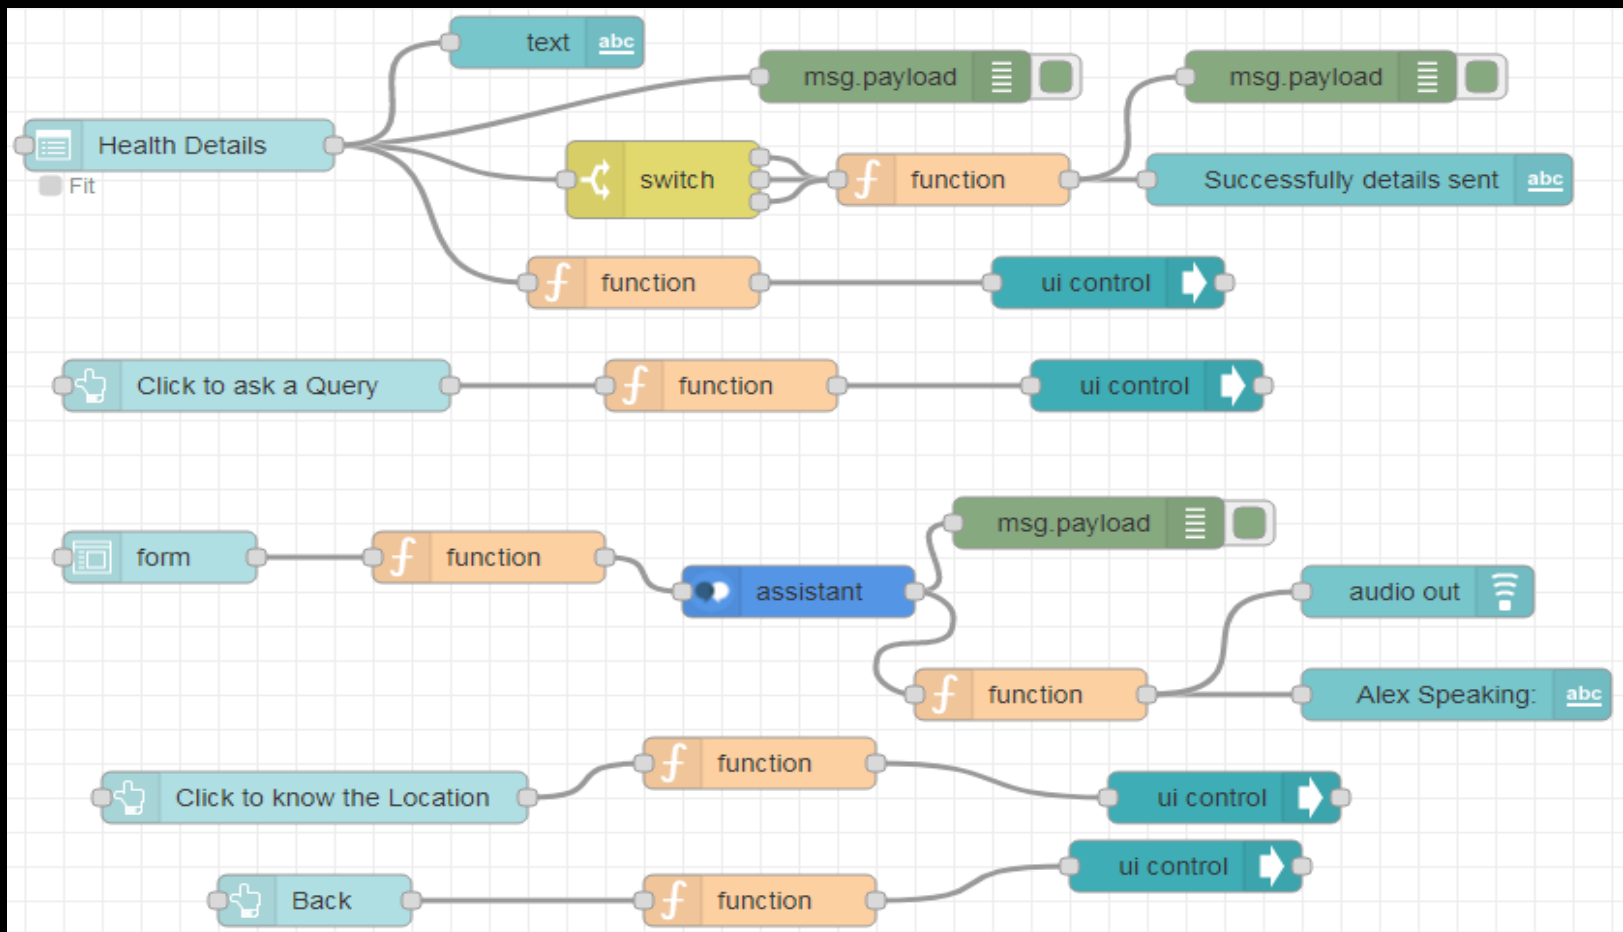 text abc
msg.payload
msg.payload
Health Details
Fit
switch
function
Successfully details sent abc
function
ui control
Click to ask a Query
function
ui control
msg.payload
form
function
assistant
audio out
function
Alex Speaking: abc
function
Click to know the Location
ui control
ui control
Back
function